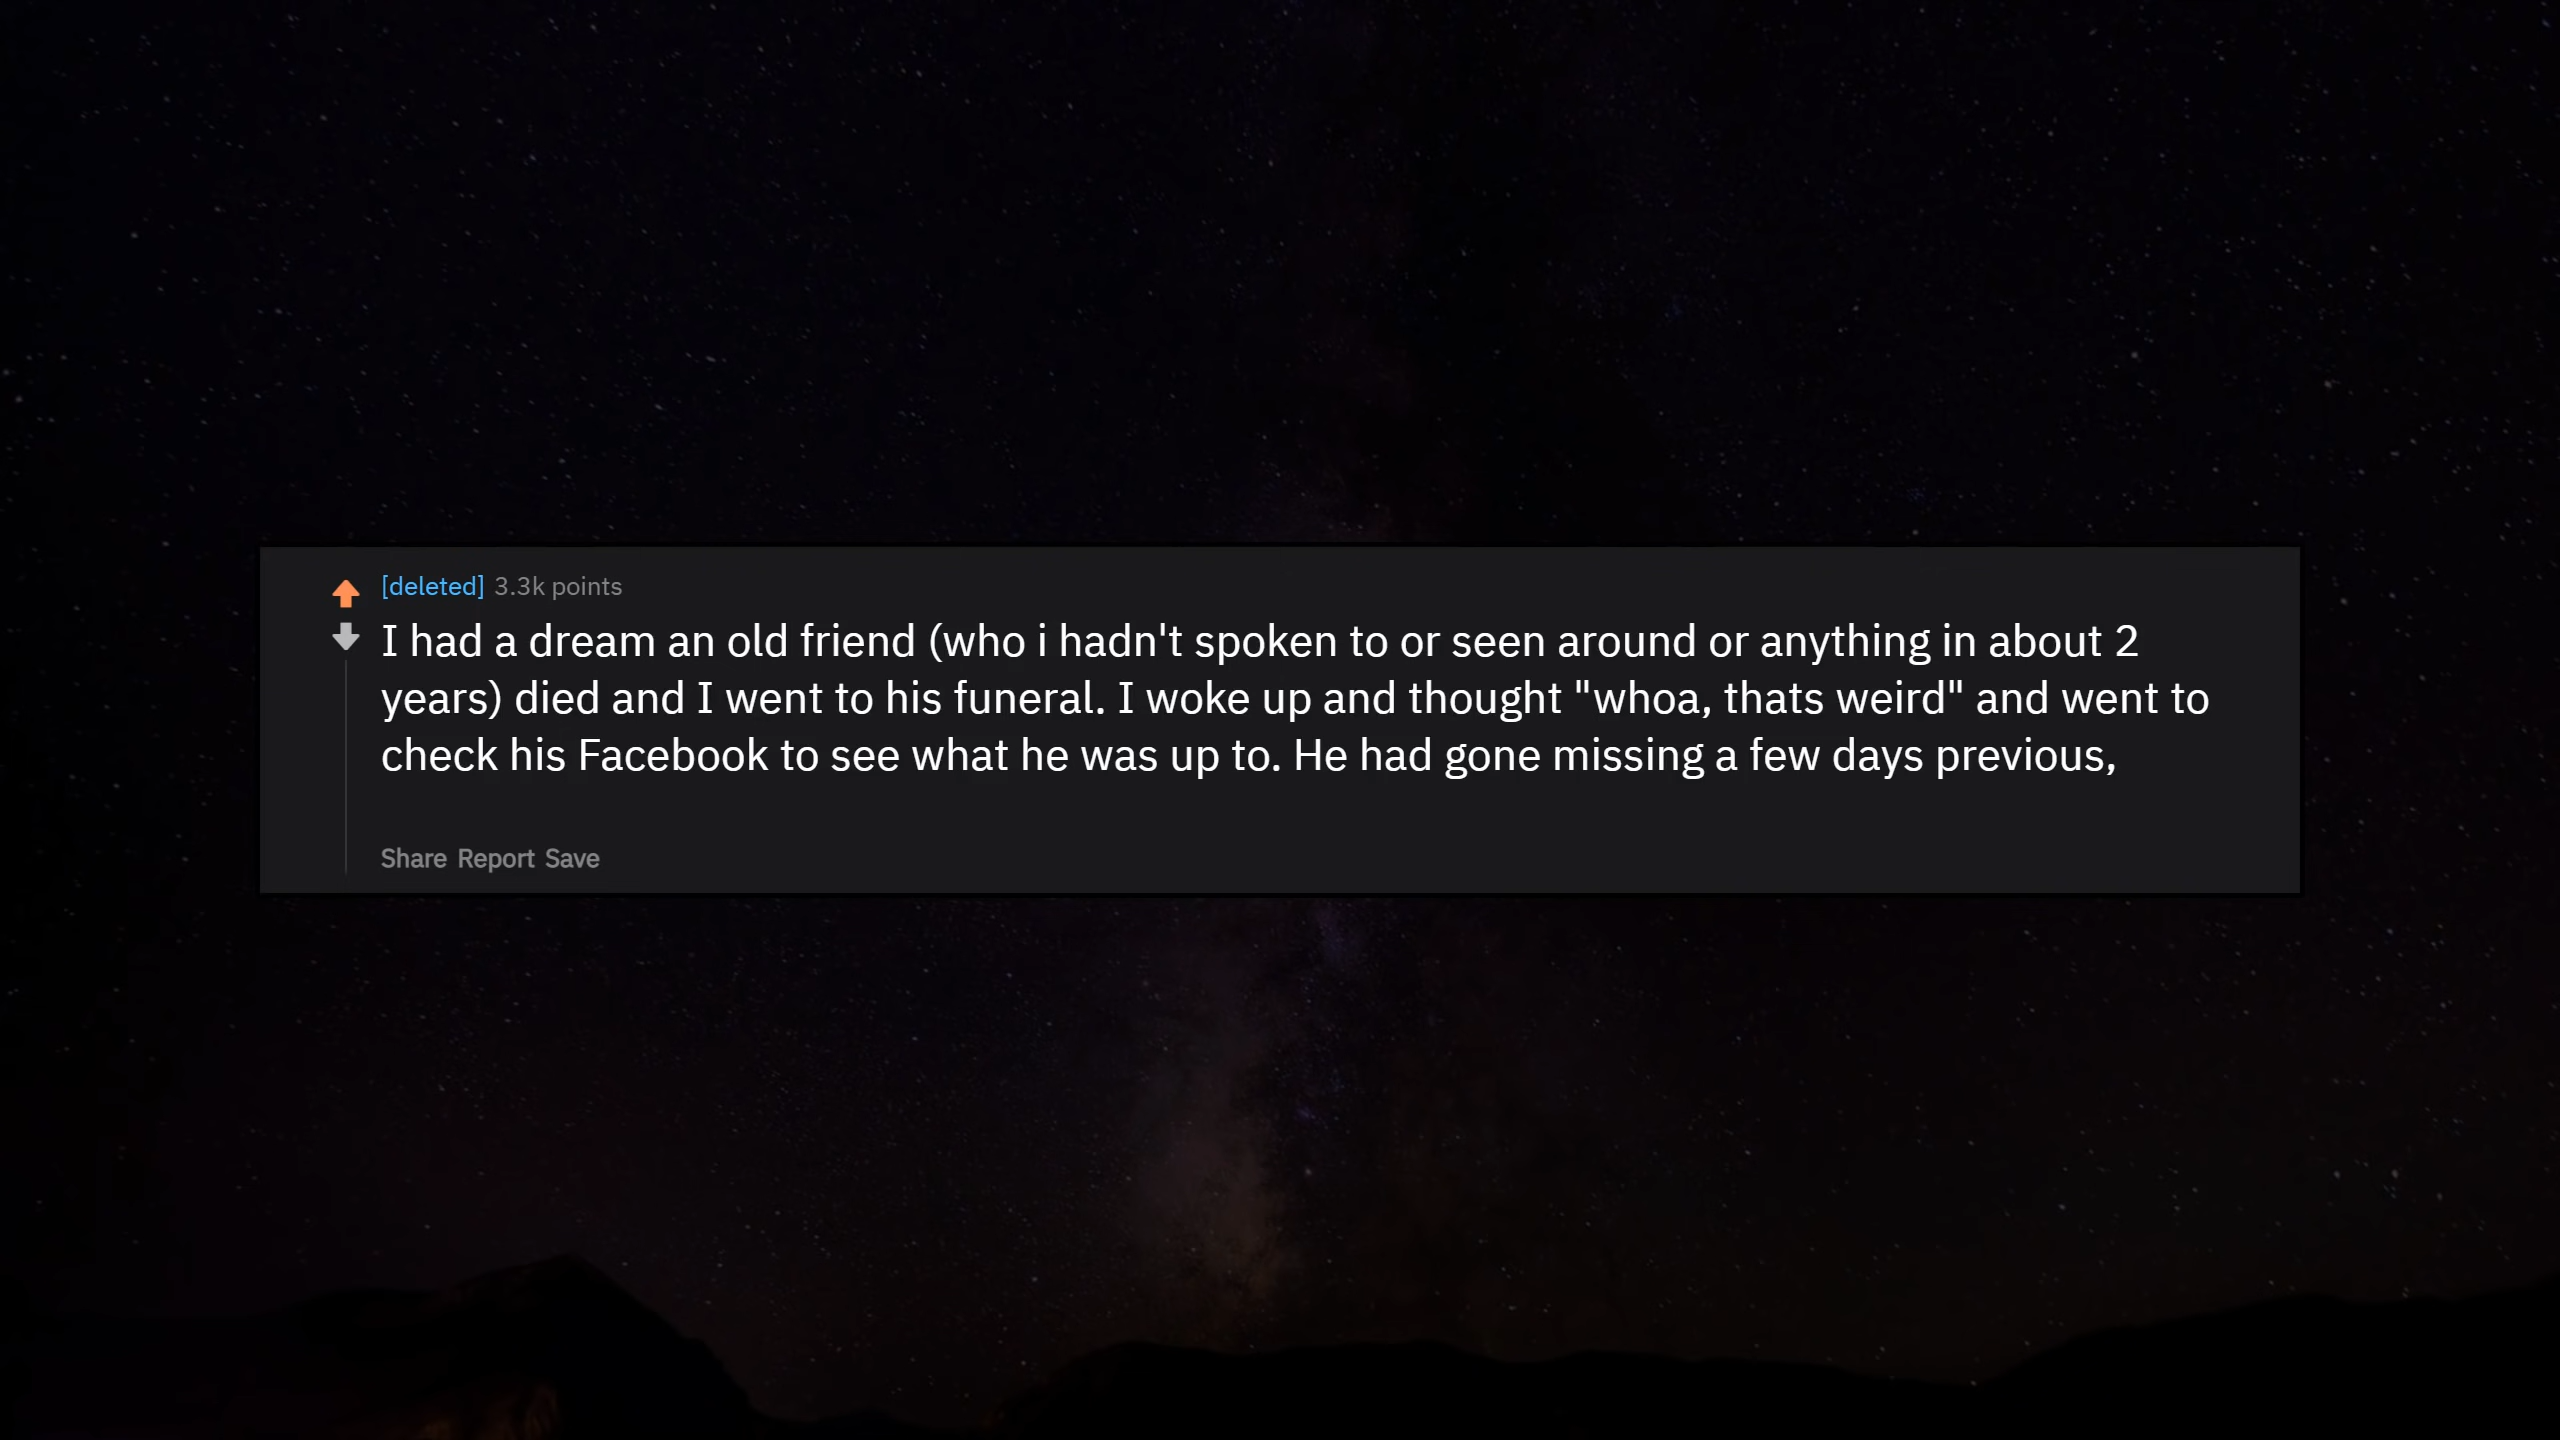 [deleted] 3.3k points
I had a dream an old friend (who i hadn't spoken to or seen around or anything in about 2
years) died and I went to his funeral. I woke up and thought "whoa, thats weird" and went to
check his Facebook to see what he was up to. He had gone missing a few days previous,
Share Report Save